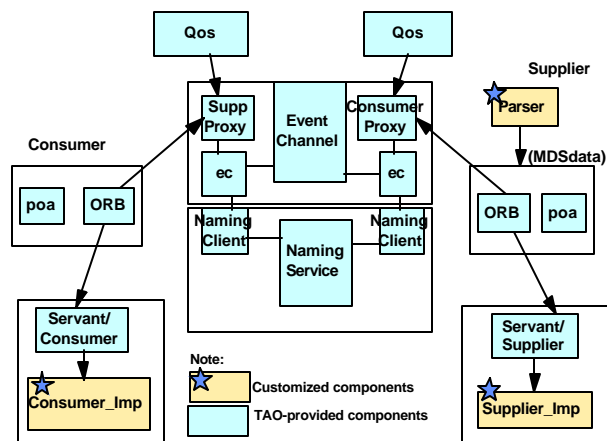 Qos
Qos
Supplier
Supp
Proxy
Event
Channel
Consumer
Proxy
Parser
Consumer
ec
ec
(MDSdata)
poa
ORB
ORB
poa
Naming
Client
Naming
Service
Naming
Client
Servant/
Consumer
Servant/
Supplier
Note:
Consumer_Imp
Customized components
Supplier_Imp
TAO-provided components